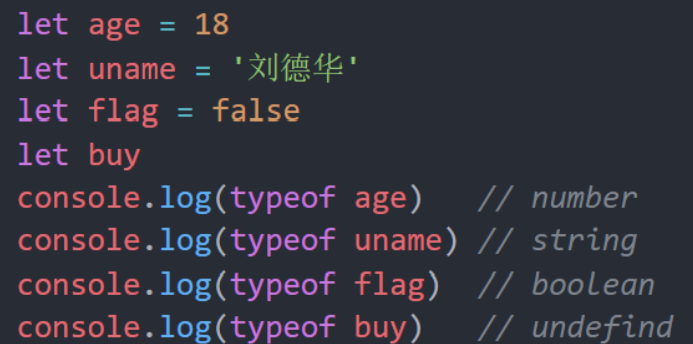 let age = 18
let uname = '刘德华'
let flag = false
let buy
console.log(typeof age)   // number
console.log(typeof uname) // string
console.log(typeof flag)  // boolean
console.log(typeof buy)   // undefind